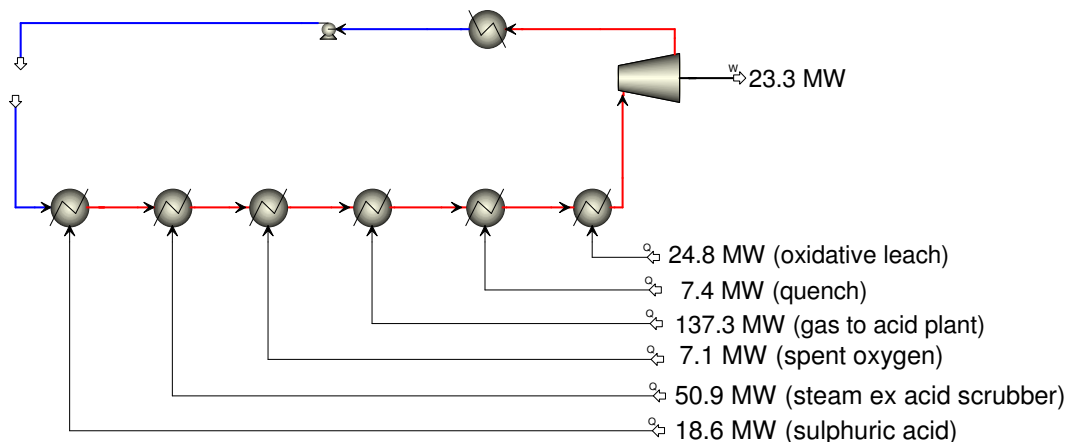 W
23.3 MW
Q
24.8 MW (oxidative leach)
Q
7.4 MW (quench)
Q
137.3 MW (gas to acid plant)
Q
7.1 MW (spent oxygen)
Q
50.9 MW (steam ex acid scrubber)
Q
18.6 MW (sulphuric acid)